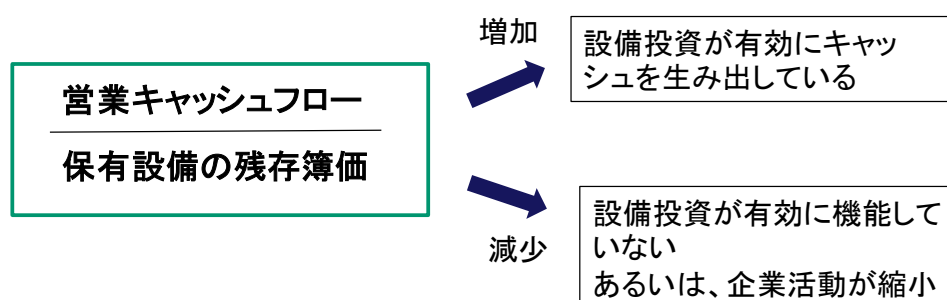 増加
設備投資が有効にキャッ
シュを生み出している
営業キャッシュフロー
保有設備の残存簿価
減少
設備投資が有効に機能して
いない
あるいは、企業活動が縮小